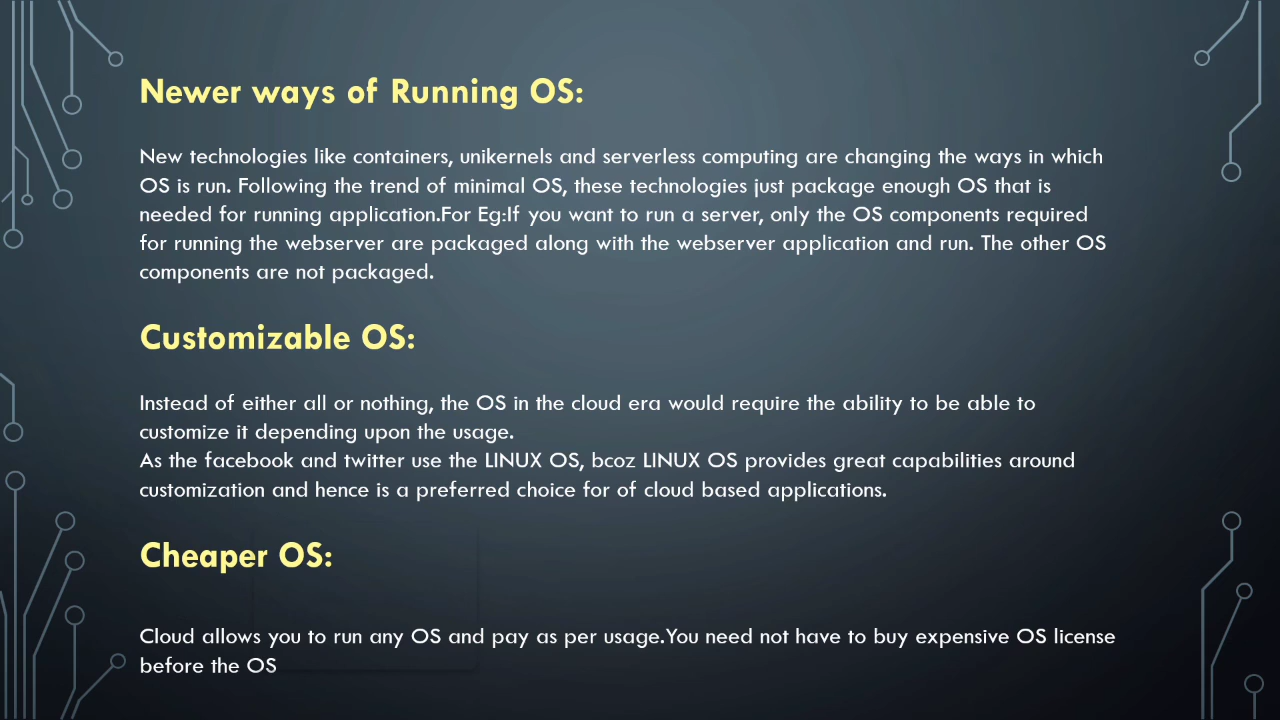 Newer ways of Running OS:
New technologies like containers, unikernels and serverless computing are changing the ways in which
OS is run. Following the trend of minimal OS, these technologies just package enough OS that is
needed for running application.For Eg:If you want to run a server, only the OS components required
for running the webserver are packaged along with the webserver application and run. The other OS
components are not packaged.
Customizable OS:
Instead of either all or nothing, the OS in the cloud era would require the ability to be able to
customize it depending upon the usage.
As the facebook and twitter use the LINUX OS, bcoz LINUX OS provides great capabilities around
customization and hence is a preferred choice for of cloud based applications.
Cheaper OS:
Cloud allows you to run any OS and pay as per usage.You need not have to buy expensive OS license
before the OS